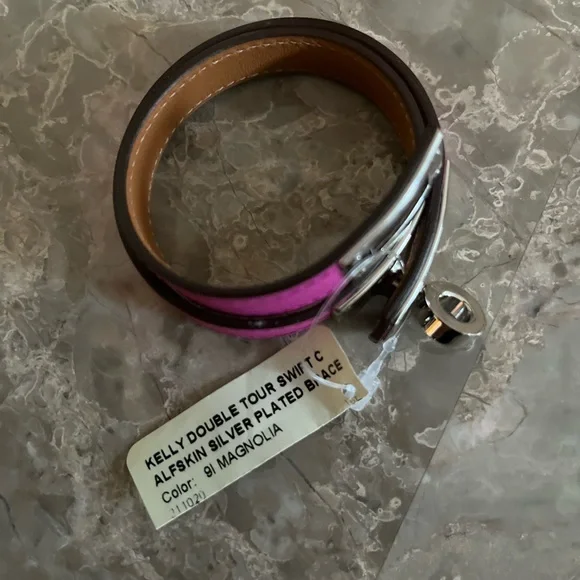 KELLY DOUBLE TOUR SWIFT C
ALFSKIN SILVER PLATED BRACE
Color: 9I MAGNOLIA